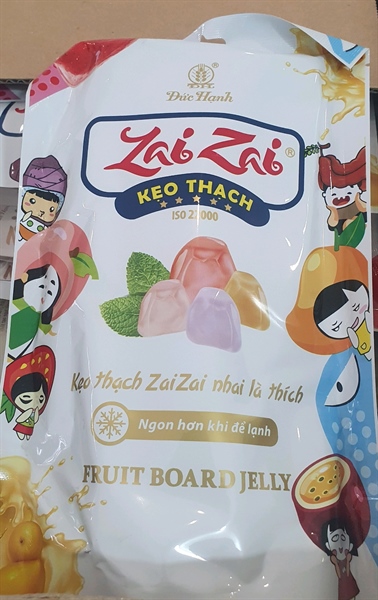 ĐH
Đức Hạnh
Zai Zai®
KẸO THẠCH
ISO 22000
Kẹo thạch ZaiZai nhai là thích
Ngon hơn khi để lạnh
FRUIT BOARD JELLY